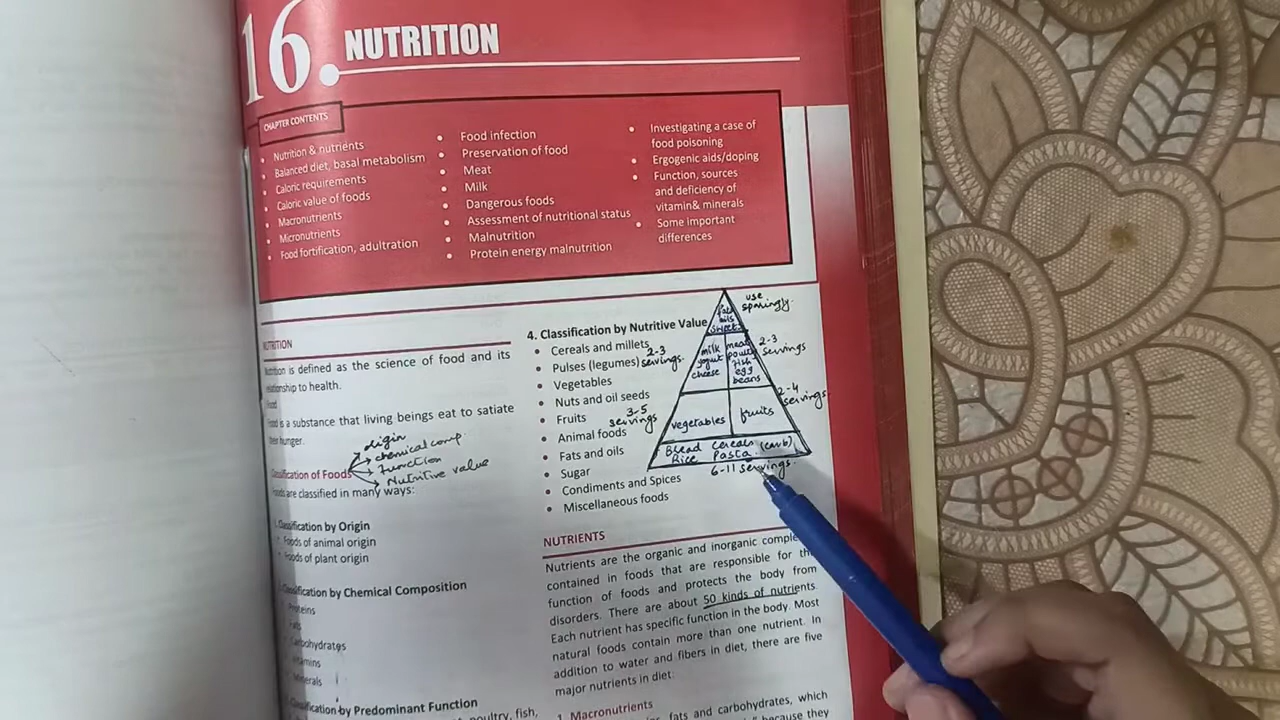 16. NUTRITION
CHAPTER CONTENTS
• Nutrition & nutrients
• Balanced diet, basal metabolism
• Caloric requirements
• Caloric value of foods
• Macronutrients
• Micronutrients
• Food fortification, adultration
• Food infection
• Preservation of food
• Meat
• Milk
• Dangerous foods
• Assessment of nutritional status
• Malnutrition
• Protein energy malnutrition
• Investigating a case of
food poisoning
• Ergogenic aids/doping
• Function, sources
and deficiency of
vitamin& minerals
• Some important
differences
NUTRITION
Nutrition is defined as the science of food and its
relationship to health.
Food
Food is a substance that living beings eat to satiate
their hunger.
Classification of Foods
origin
chemical comp.
Function
Nutritive value
Foods are classified in many ways:
1. Classification by Origin
Foods of animal origin
Foods of plant origin
Classification by Chemical Composition
Proteins
Fats
Carbohydrates
Vitamins
Minerals
Classification by Predominant Function
poultry, fish,
4. Classification by Nutritive Value
• Cereals and millets
• Pulses (legumes)
• Vegetables
• Nuts and oil seeds
• Fruits
• Animal foods
• Fats and oils
• Sugar
• Condiments and Spices
• Miscellaneous foods
use
sparingly.
fats
oils
sweets
2-3
servings.
milk
yogurt
cheese
meat
poultry
fish
egg
beans
2-3
servings
3-5
servings
vegetables
fruits
2-4
servings.
Bread cereals (carb)
Rice Pasta
6-11 servings.
NUTRIENTS
Nutrients are the organic and inorganic
contained in foods that are responsible for the
function of foods and protects the body from
disorders. There are about 50 kinds of nutrients
Each nutrient has specific function in the body. Most
natural foods contain more than one nutrient. In
addition to water and fibers in diet, there are five
major nutrients in diet:
1. Macronutrients
fats and carbohydrates, which
because they